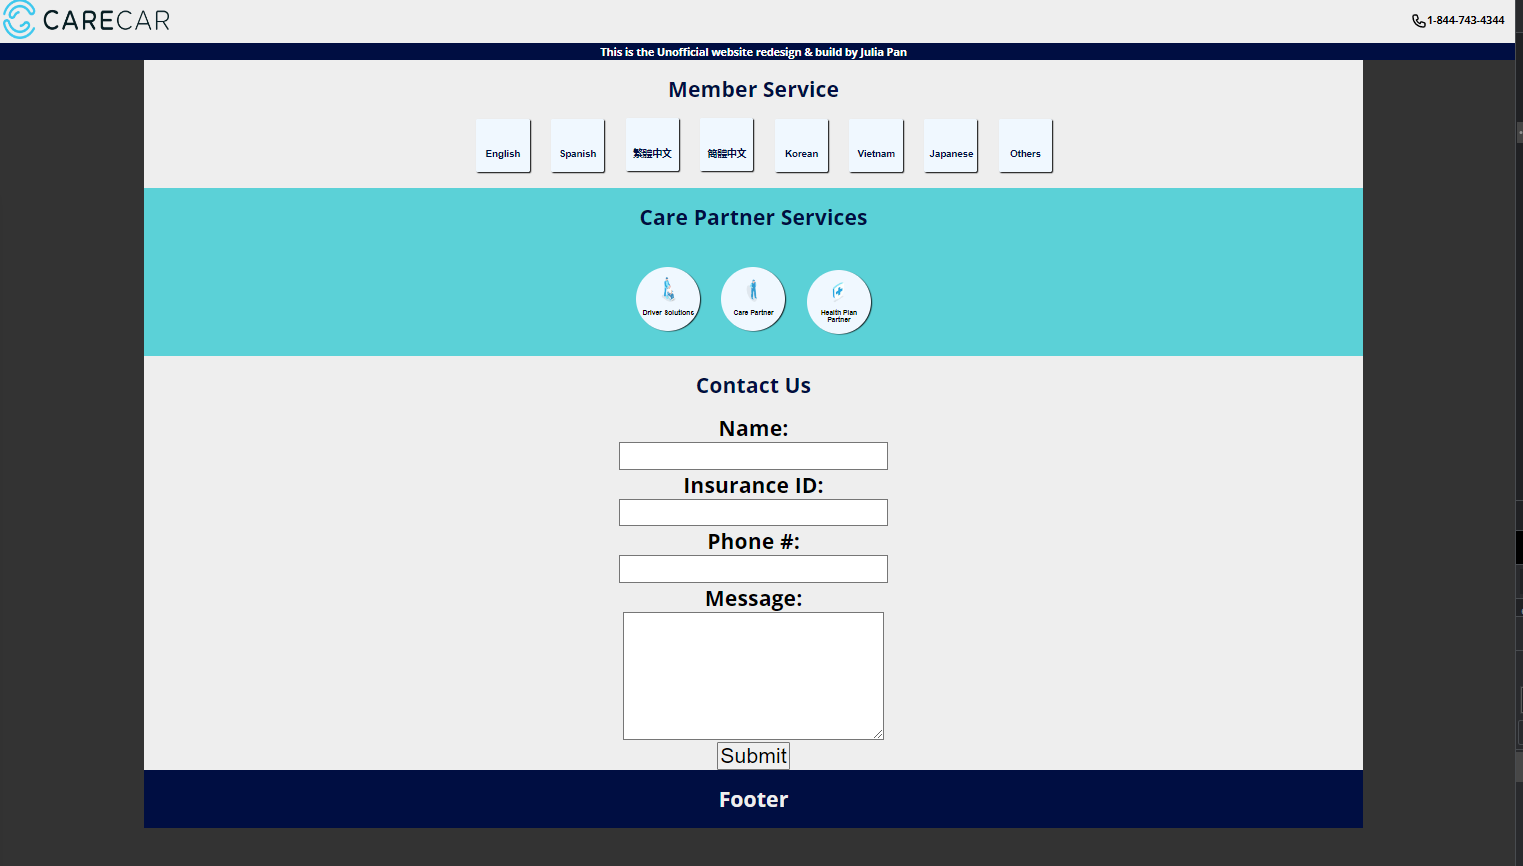 CARECAR
1-844-743-4344
This is the Unofficial website redesign & build by Julia Pan
Member Service
English
Spanish
繁體中文
簡體中文
Korean
Vietnam
Japanese
Others
Care Partner Services
Driver Solutions
Care Partner
Health Plan
Partner
Contact Us
Name:
Insurance ID:
Phone #:
Message:
Submit
Footer